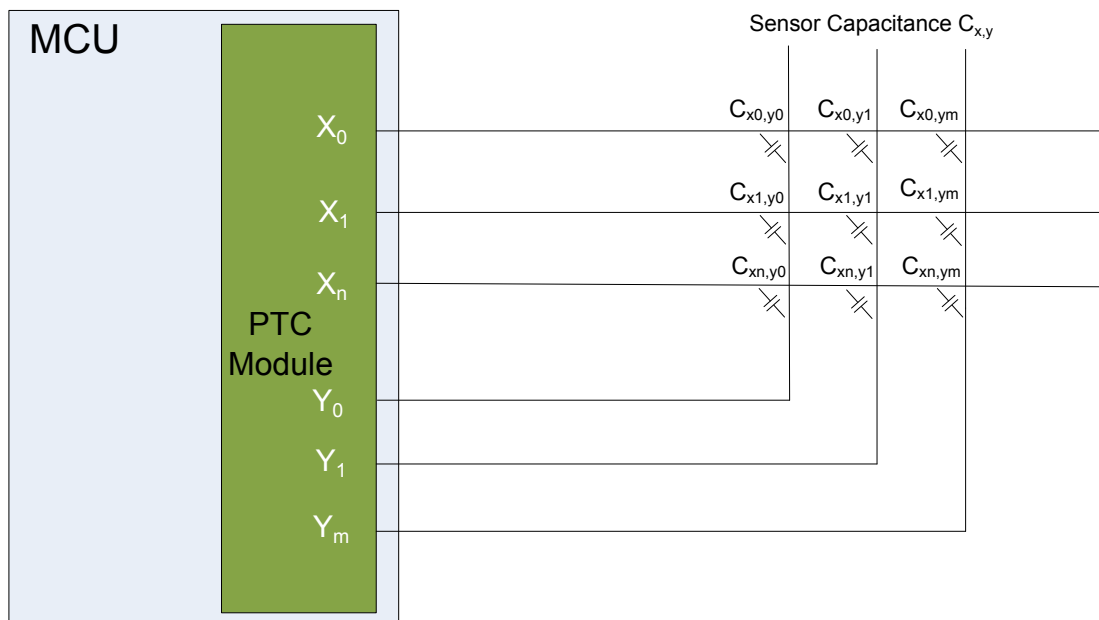 MCU
Sensor Capacitance Cx,y
X0
Cx0,y0 Cx0,y1 Cx0,ym
X1
Cx1,y0 Cx1,y1 Cx1,ym
Xn
Cxn,y0 Cxn,y1 Cxn,ym
PTC
Module
Y0
Y1
Ym